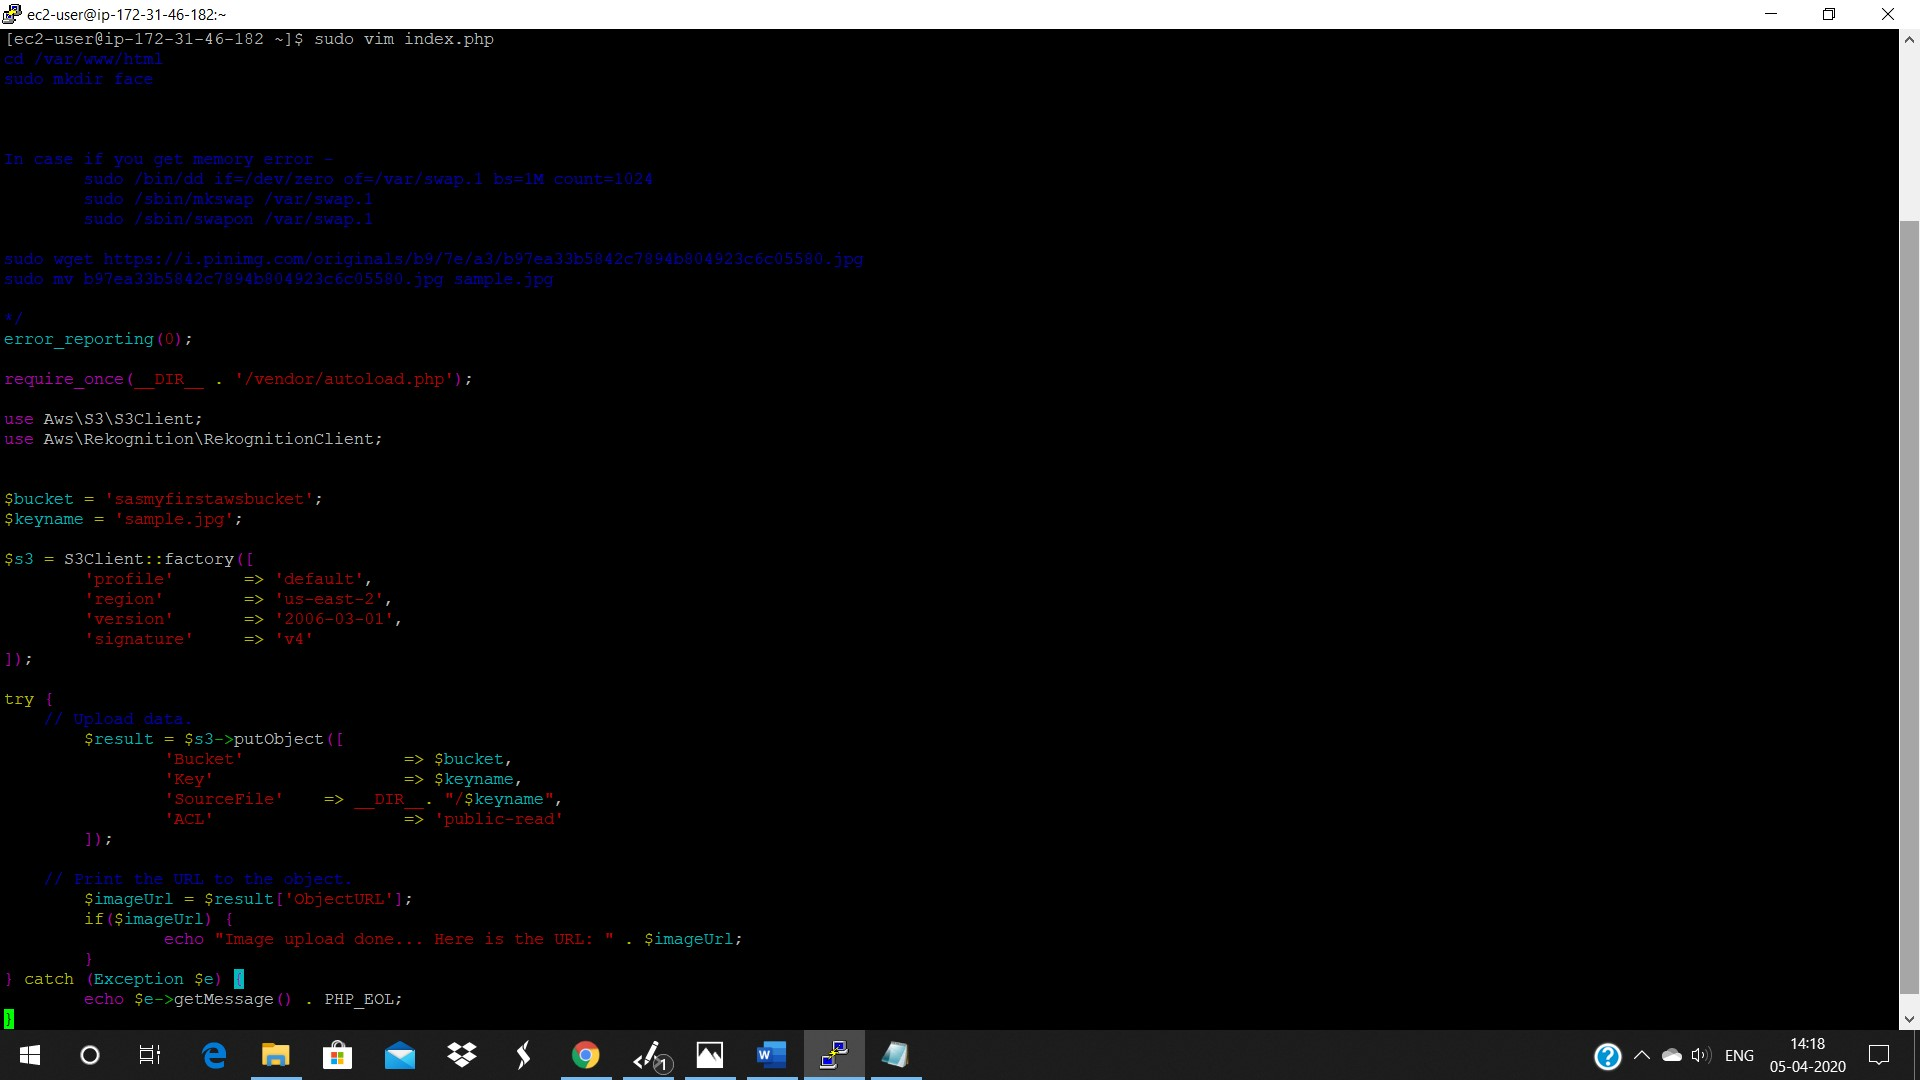 ec2-user@ip-172-31-46-182:~
[ec2-user@ip-172-31-46-182 ~]$ sudo vim index.php
cd /var/www/html
sudo mkdir face
In case if you get memory error -
sudo /bin/dd if=/dev/zero of=/var/swap.1 bs=1M count=1024
sudo /sbin/mkswap /var/swap.1
sudo /sbin/swapon /var/swap.1
sudo wget https://i.pinimg.com/originals/b9/7e/a3/b97ea33b5842c7894b804923c6c05580.jpg
sudo mv b97ea33b5842c7894b804923c6c05580.jpg sample.jpg
*/
error_reporting(0);
require_once(__DIR__ . '/vendor/autoload.php');
use Aws\S3\S3Client;
use Aws\Rekognition\RekognitionClient;
$bucket = 'sasmyfirstawsbucket';
$keyname = 'sample.jpg';
$s3 = S3Client::factory([
'profile' => 'default',
'region' => 'us-east-2',
'version' => '2006-03-01',
'signature' => 'v4'
]);
try {
// Upload data.
$result = $s3->putObject([
'Bucket' => $bucket,
'Key' => $keyname,
'SourceFile' => __DIR__. "/$keyname",
'ACL' => 'public-read'
]);
// Print the URL to the object.
$imageUrl = $result['ObjectURL'];
if($imageUrl) {
echo "Image upload done... Here is the URL: " . $imageUrl;
}
} catch (Exception $e) {
echo $e->getMessage() . PHP_EOL;
}
1
ENG
14:18
05-04-2020